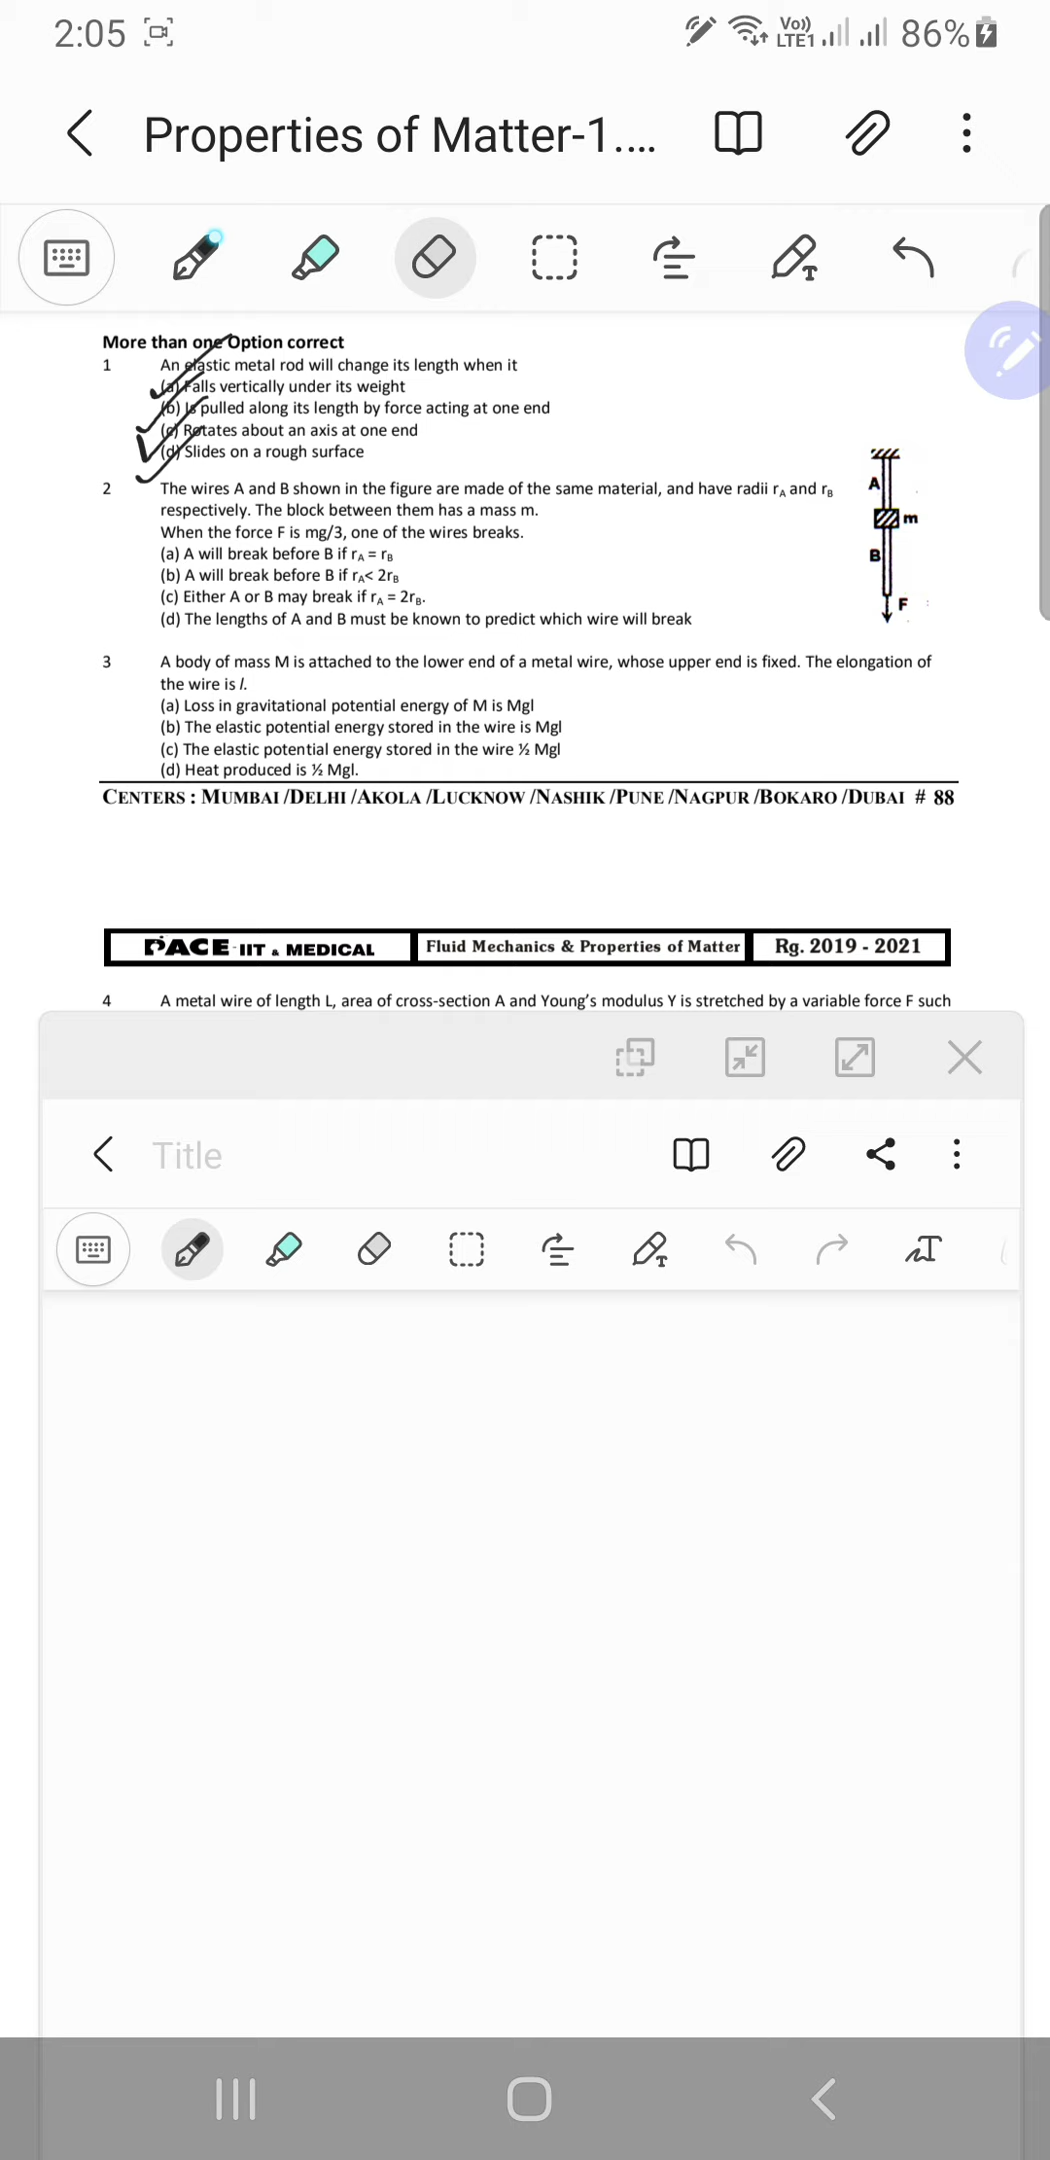 2:05
Vo))
LTE1
86%
Properties of Matter-1....
More than one Option correct
1 An elastic metal rod will change its length when it
(a) Falls vertically under its weight
(b) Is pulled along its length by force acting at one end
(c) Rotates about an axis at one end
(d) Slides on a rough surface
2 The wires A and B shown in the figure are made of the same material, and have radii rA and rB
respectively. The block between them has a mass m.
When the force F is mg/3, one of the wires breaks.
(a) A will break before B if rA = rB
(b) A will break before B if rA< 2rB
(c) Either A or B may break if rA = 2rB.
(d) The lengths of A and B must be known to predict which wire will break
A
m
B
F
3 A body of mass M is attached to the lower end of a metal wire, whose upper end is fixed. The elongation of
the wire is l.
(a) Loss in gravitational potential energy of M is Mgl
(b) The elastic potential energy stored in the wire is Mgl
(c) The elastic potential energy stored in the wire ½ Mgl
(d) Heat produced is ½ Mgl.
CENTERS : MUMBAI /DELHI /AKOLA /LUCKNOW /NASHIK /PUNE /NAGPUR /BOKARO /DUBAI # 88
PACE-IIT & MEDICAL
Fluid Mechanics & Properties of Matter
Rg. 2019 - 2021
4 A metal wire of length L, area of cross-section A and Young's modulus Y is stretched by a variable force F such
Title